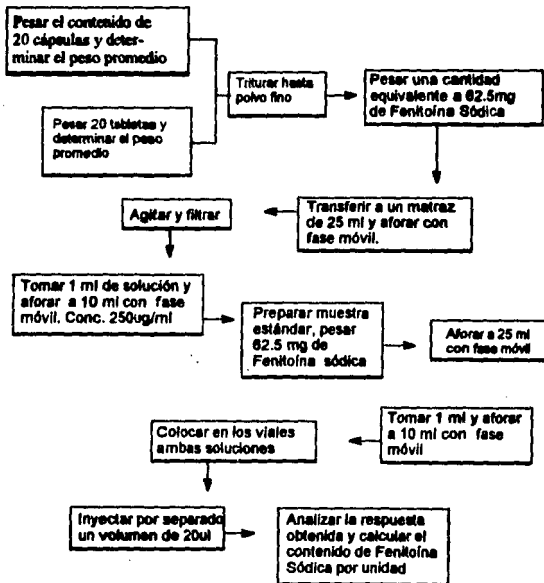 Pesar el contenido de
20 cápsulas y deter-
minar el peso promedio
Pesar 20 tabletas y
determinar el peso
promedio
Triturar hasta
polvo fino
Pesar una cantidad
equivalente a 62.5mg
de Fenitoína Sódica
Transferir a un matraz
de 25 ml y aforar con
fase móvil.
Agitar y filtrar
Tomar 1 ml de solución y
aforar a 10 ml con fase
móvil. Conc. 250ug/ml
Preparar muestra
estándar, pesar
62.5 mg de
Fenitoína sódica
Aforar a 25 ml
con fase móvil
Tomar 1 ml y aforar
a 10 ml con fase
móvil
Colocar en los viales
ambas soluciones
Inyectar por separado
un volumen de 20ul
Analizar la respuesta
obtenida y calcular el
contenido de Fenitoína
Sódica por unidad